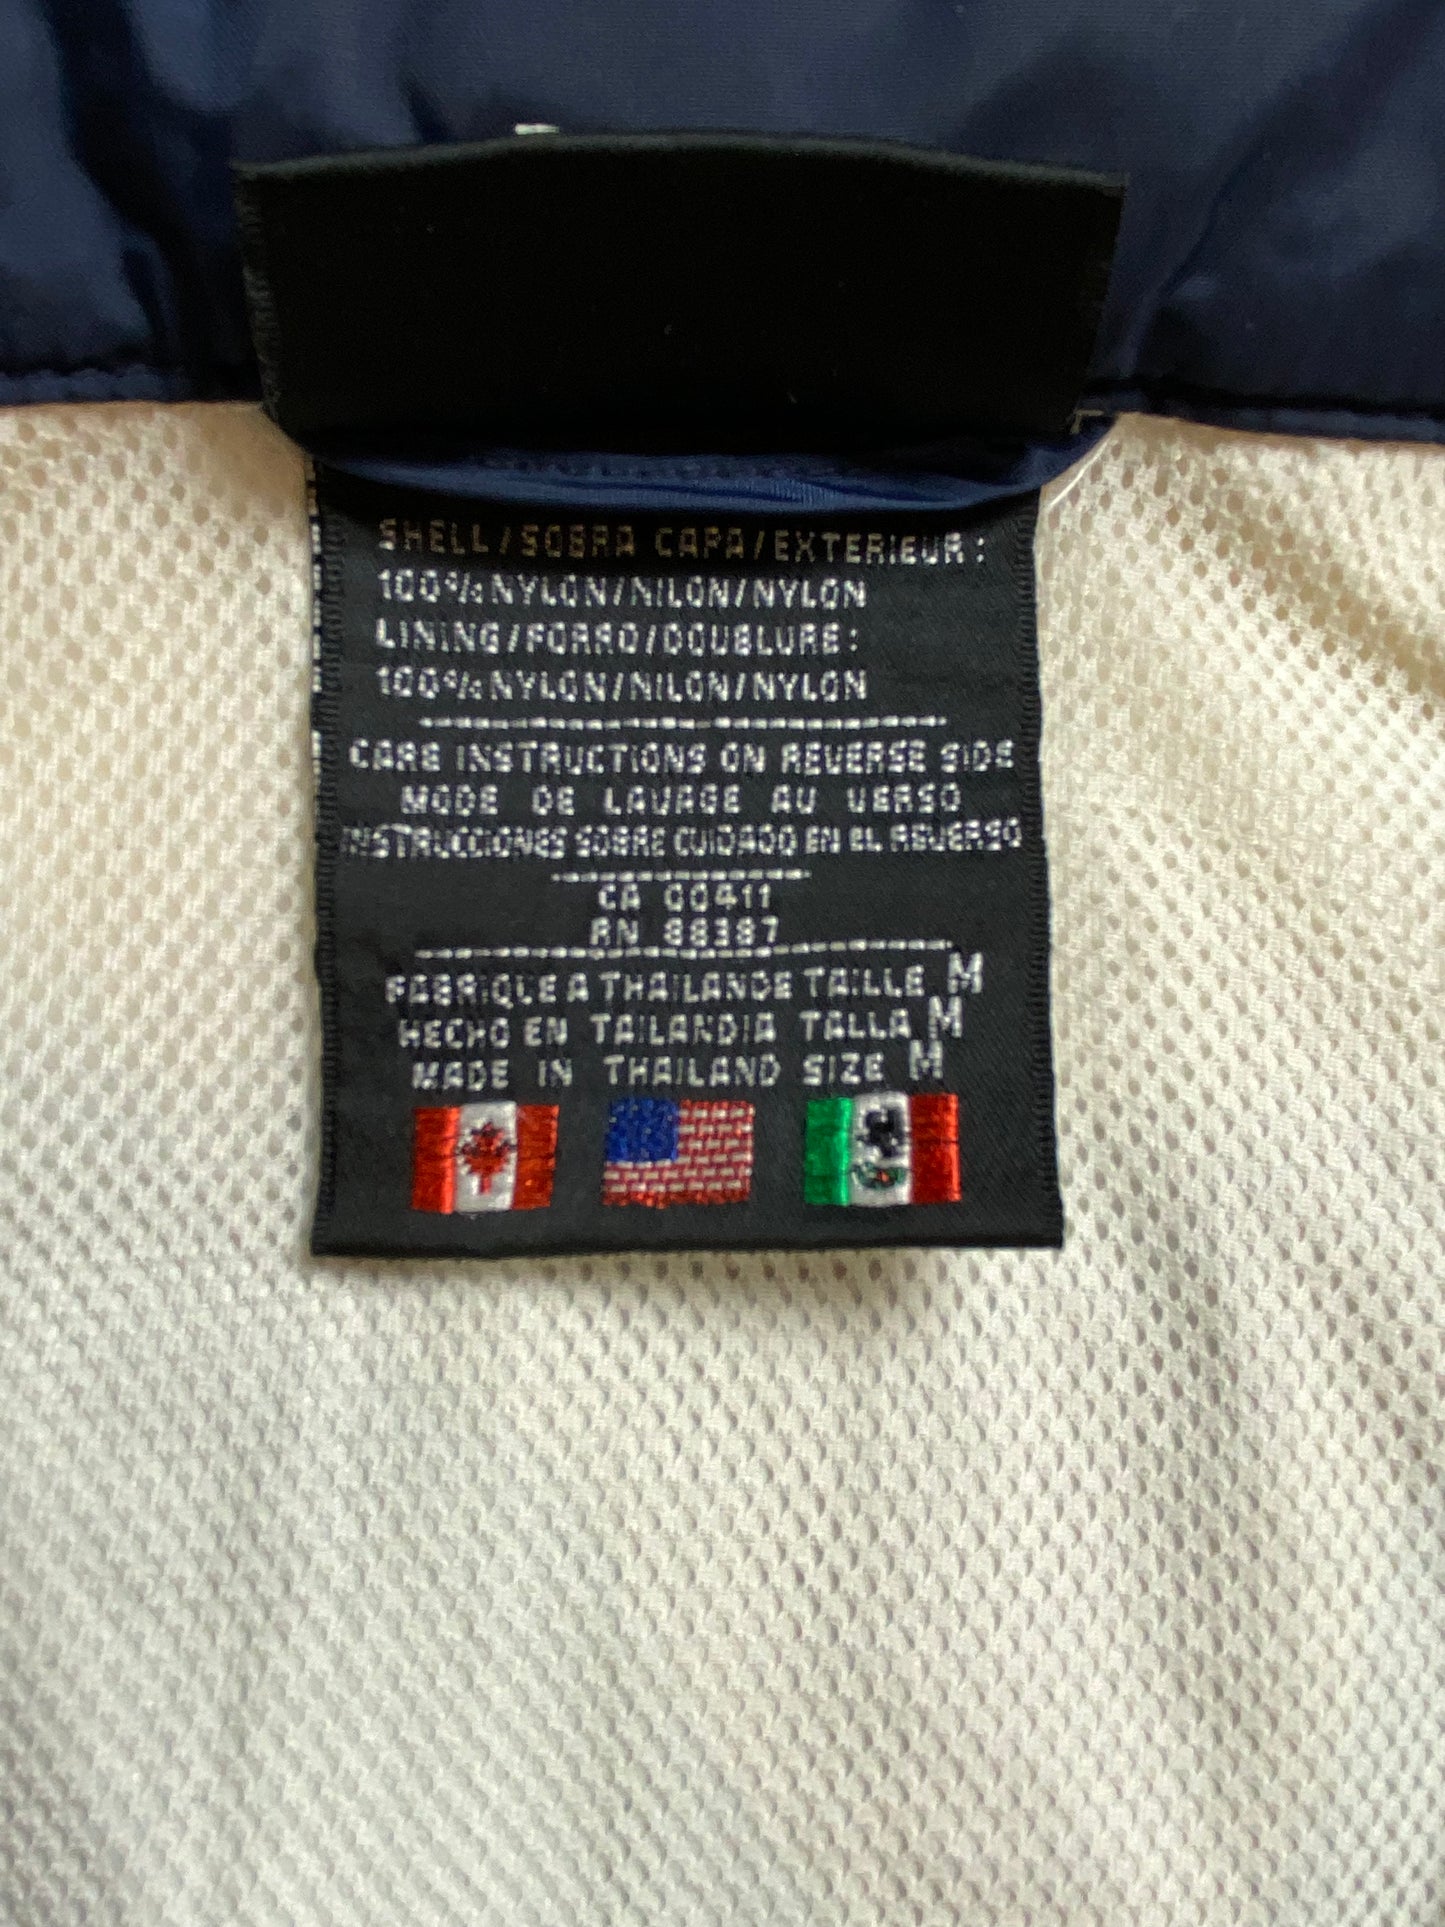 SHELL/SOBRA CAPA/EXTERIEUR:
100% NYLON/NILON/NYLON
LINING/FORRO/DOUBLURE:
100% NYLON/NILON/NYLON
CARE INSTRUCTIONS ON REVERSE SIDE
MODE DE LAVAGE AU VERSO
INSTRUCCIONES SOBRE CUIDADO EN EL REVERSO
CA 00411
RN 88387
FABRIQUE A THAILANDE TAILLE M
HECHO EN TAILANDIA TALLA M
MADE IN THAILAND SIZE M